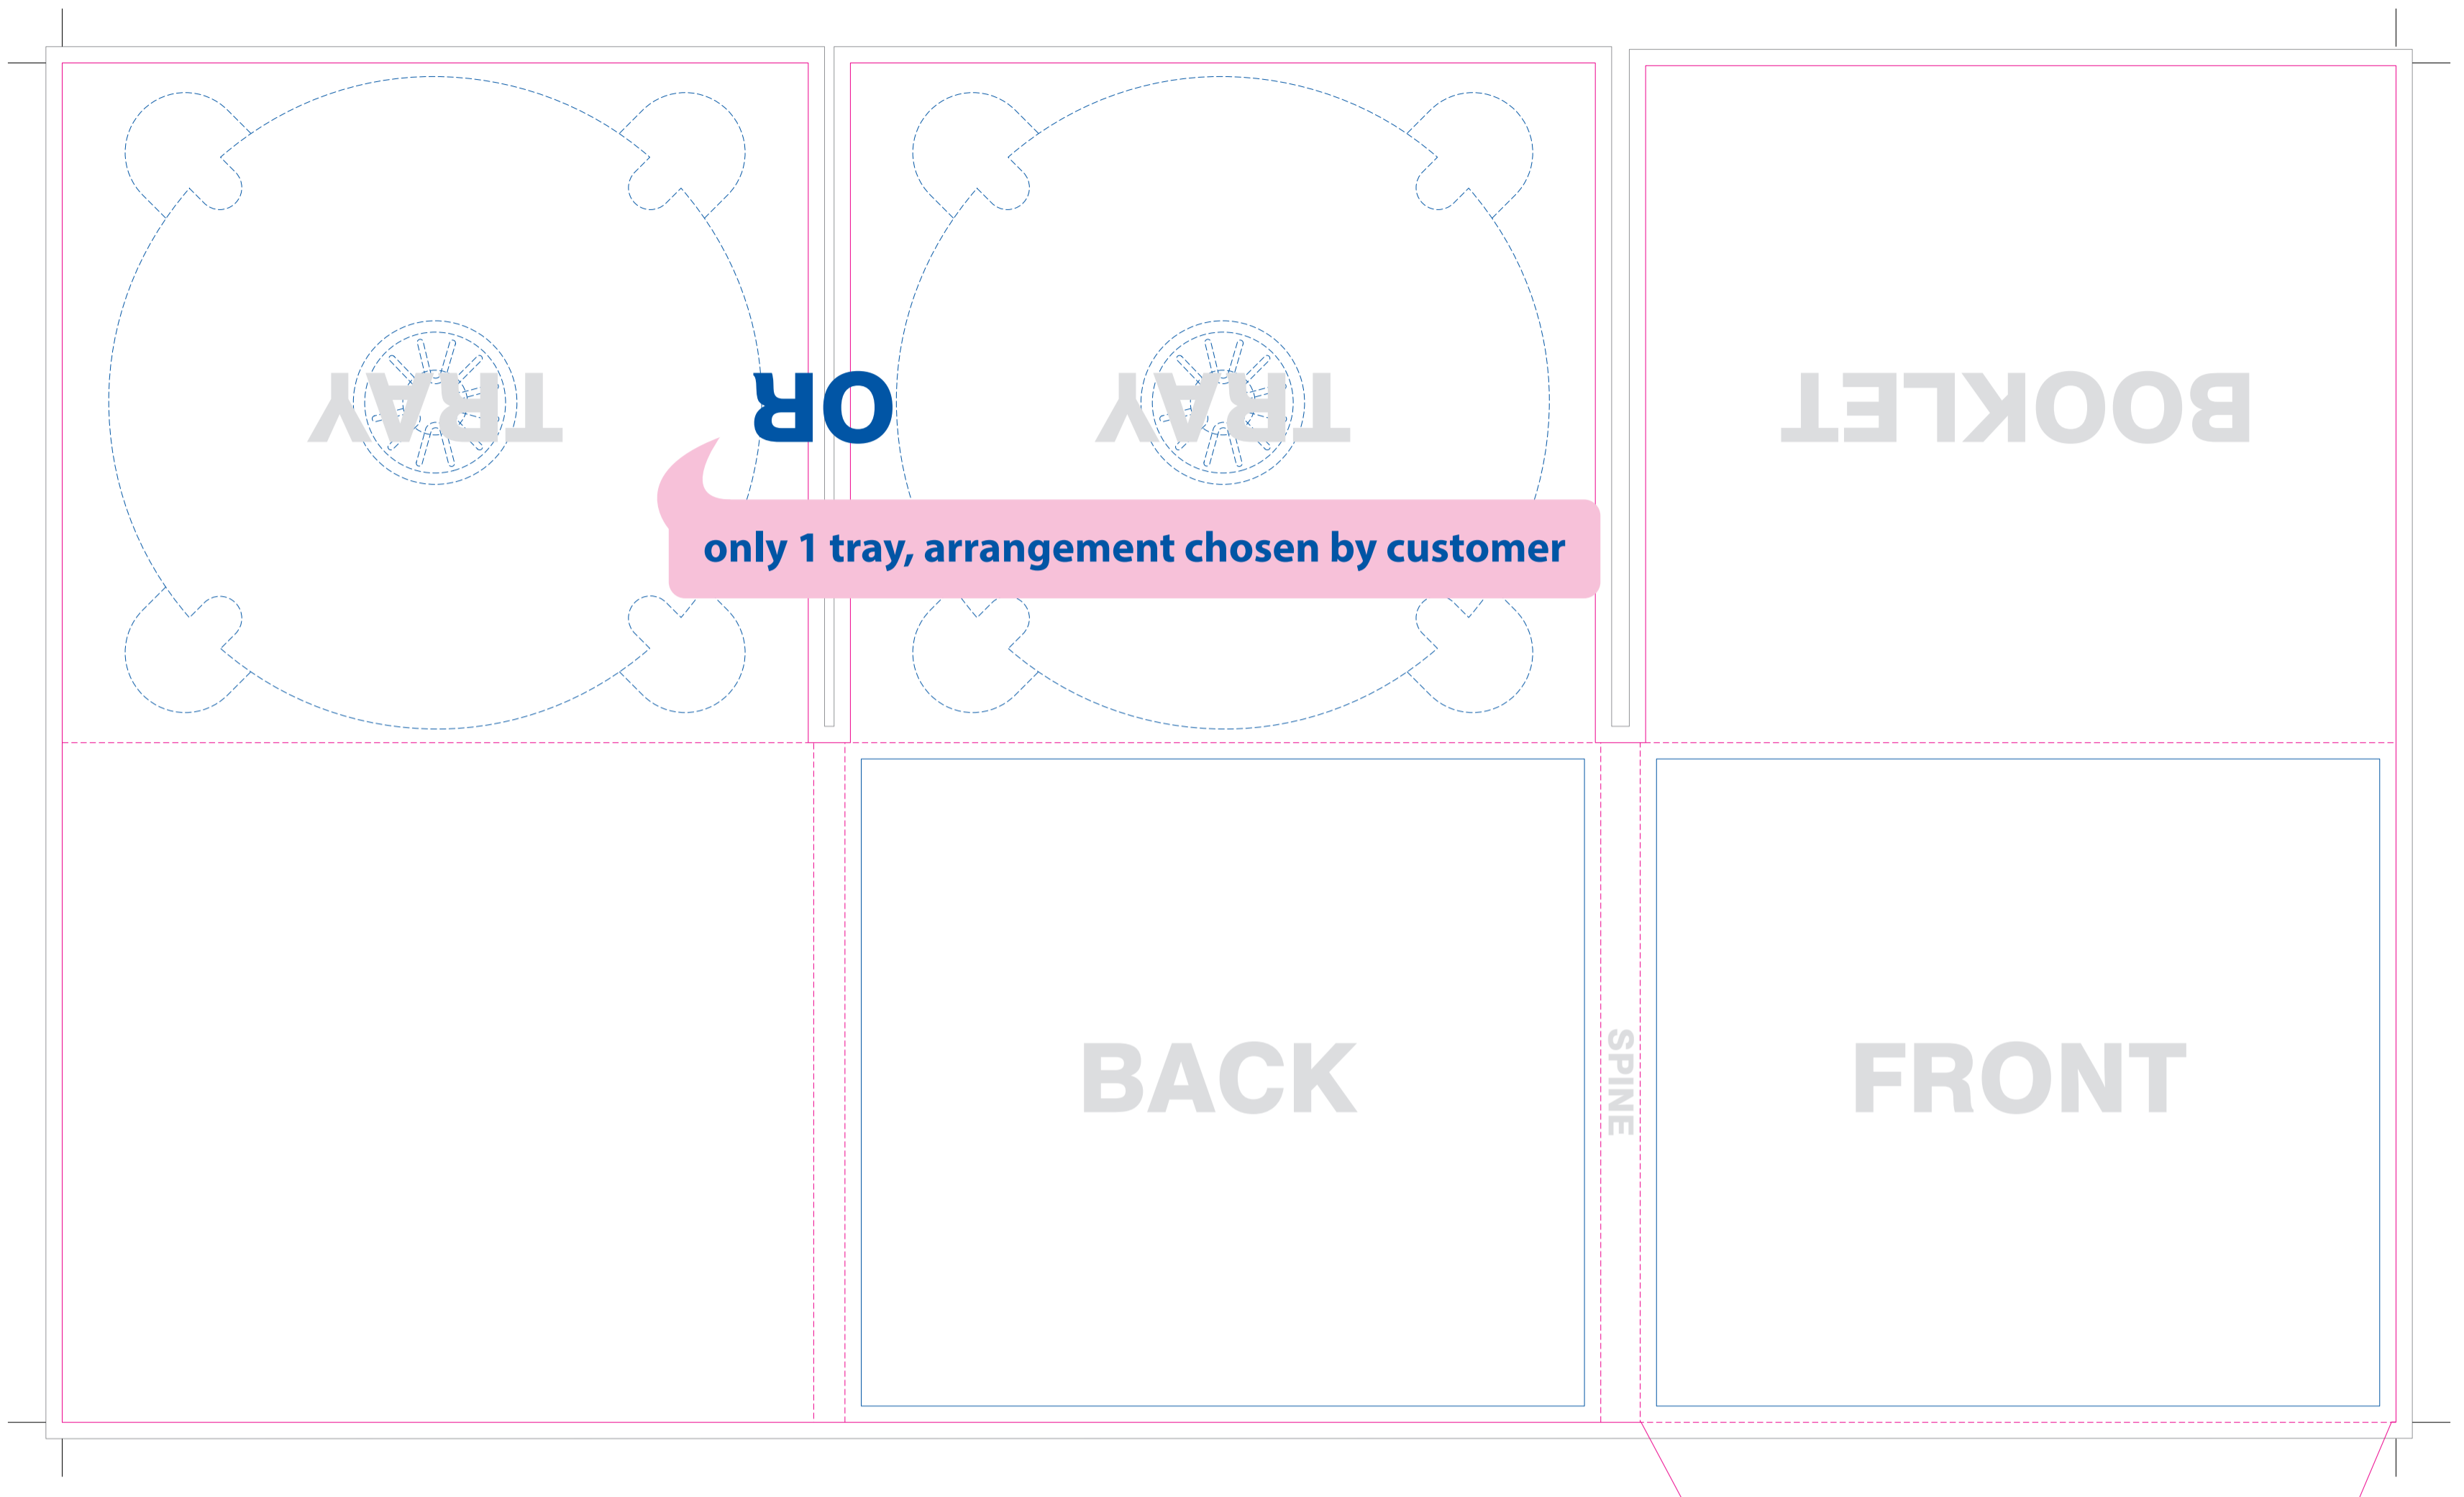 TRAY
OR
TRAY
BOOKLET
only 1 tray, arrangement chosen by customer
BACK
SPINE
FRONT